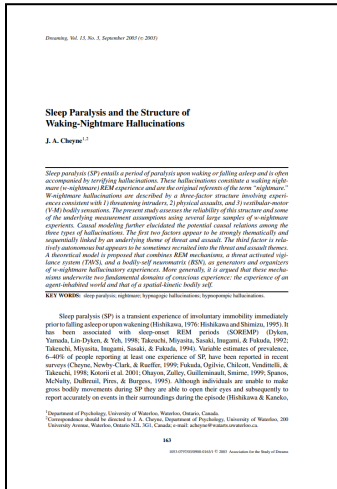 Dreaming, Vol. 13, No. 3, September 2003 (© 2003)
Sleep Paralysis and the Structure of
Waking-Nightmare Hallucinations
J. A. Cheyne1,2
Sleep paralysis (SP) entails a period of paralysis upon waking or falling asleep and is often
accompanied by terrifying hallucinations. These hallucinations constitute a waking night-
mare (w-nightmare) REM experience and are the original referents of the term "nightmare."
W-nightmare hallucinations are described by a three-factor structure involving experi-
ences consistent with 1) threatening intruders, 2) physical assaults, and 3) vestibular-motor
(V-M) bodily sensations. The present study assesses the reliability of this structure and some
of the underlying measurement assumptions using several large samples of w-nightmare
experients. Causal modeling further elucidated the potential causal relations among the
three types of hallucinations. The first two factors appear to be strongly thematically and
sequentially linked by an underlying theme of threat and assault. The third factor is rela-
tively autonomous but appears to be sometimes recruited into the threat and assault themes.
A theoretical model is proposed that combines REM mechanisms, a threat activated vigi-
lance system (TAVS), and a bodily-self neuromatrix (BSN), as generators and organizers
of w-nightmare hallucinatory experiences. More generally, it is argued that these mecha-
nisms underwrite two fundamental domains of conscious experience: the experience of an
agent-inhabited world and that of a spatial-kinetic bodily self.
KEY WORDS: sleep paralysis; nightmare; hypnagogic hallucinations; hypnopompic hallucinations.
Sleep paralysis (SP) is a transient experience of involuntary immobility immediately
prior to falling asleep or upon wakening (Hishikawa, 1976; Hishikawa and Shimizu, 1995). It
has been associated with sleep-onset REM periods (SOREMP) (Dyken,
Yamada, Lin-Dyken, & Yeh, 1998; Takeuchi, Miyasita, Sasaki, Inugami, & Fukuda, 1992;
Takeuchi, Miyasita, Inugami, Sasaki, & Fukuda, 1994). Variable estimates of prevalence,
6–40% of people reporting at least one experience of SP, have been reported in recent
surveys (Cheyne, Newby-Clark, & Rueffer, 1999; Fukuda, Ogilvie, Chilcott, Venditelli, &
Takeuchi, 1998; Kotorii et al. 2001; Ohayon, Zulley, Guilleminault, Smirne, 1999; Spanos,
McNulty, DuBreuil, Pires, & Burgess, 1995). Although individuals are unable to make
gross bodily movements during SP they are able to open their eyes and subsequently to
report accurately on events in their surroundings during the episode (Hishikawa & Kaneko,
1Department of Psychology, University of Waterloo, Waterloo, Ontario, Canada.
2Correspondence should be directed to J. A. Cheyne, Department of Psychology, University of Waterloo, 200
University Avenue, Waterloo, Ontario N2L 3G1, Canada; e-mail: acheyne@watarts.uwaterloo.ca.
163
© 2003 Association for the Study of Dreams